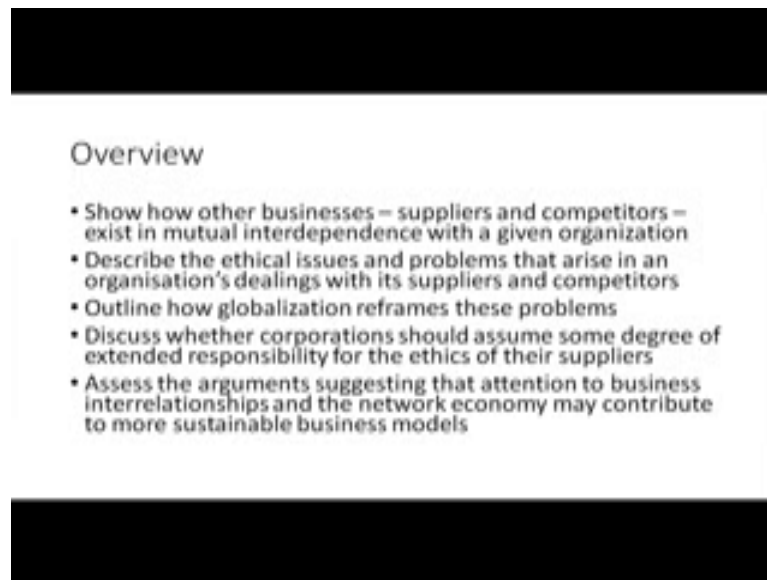 Overview
• Show how other businesses – suppliers and competitors –
exist in mutual interdependence with a given organization
• Describe the ethical issues and problems that arise in an
organisation's dealings with its suppliers and competitors
• Outline how globalization reframes these problems
• Discuss whether corporations should assume some degree of
extended responsibility for the ethics of their suppliers
• Assess the arguments suggesting that attention to business
interrelationships and the network economy may contribute
to more sustainable business models